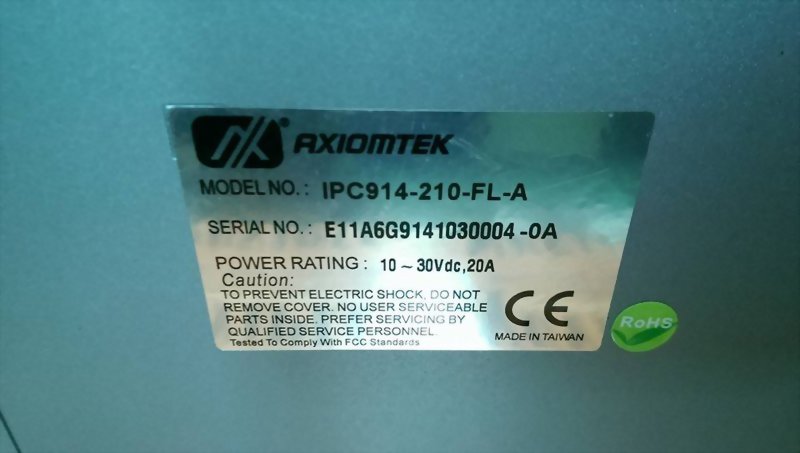 AXIOMTEK
MODEL NO.: IPC914-210-FL-A
SERIAL NO.: E11A6G9141030004-0A
POWER RATING: 10~30Vdc,20A
Caution:
TO PREVENT ELECTRIC SHOCK, DO NOT
REMOVE COVER. NO USER SERVICEABLE
PARTS INSIDE. PREFER SERVICING BY
QUALIFIED SERVICE PERSONNEL.
Tested To Comply With FCC Standards
CE
MADE IN TAIWAN
RoHS